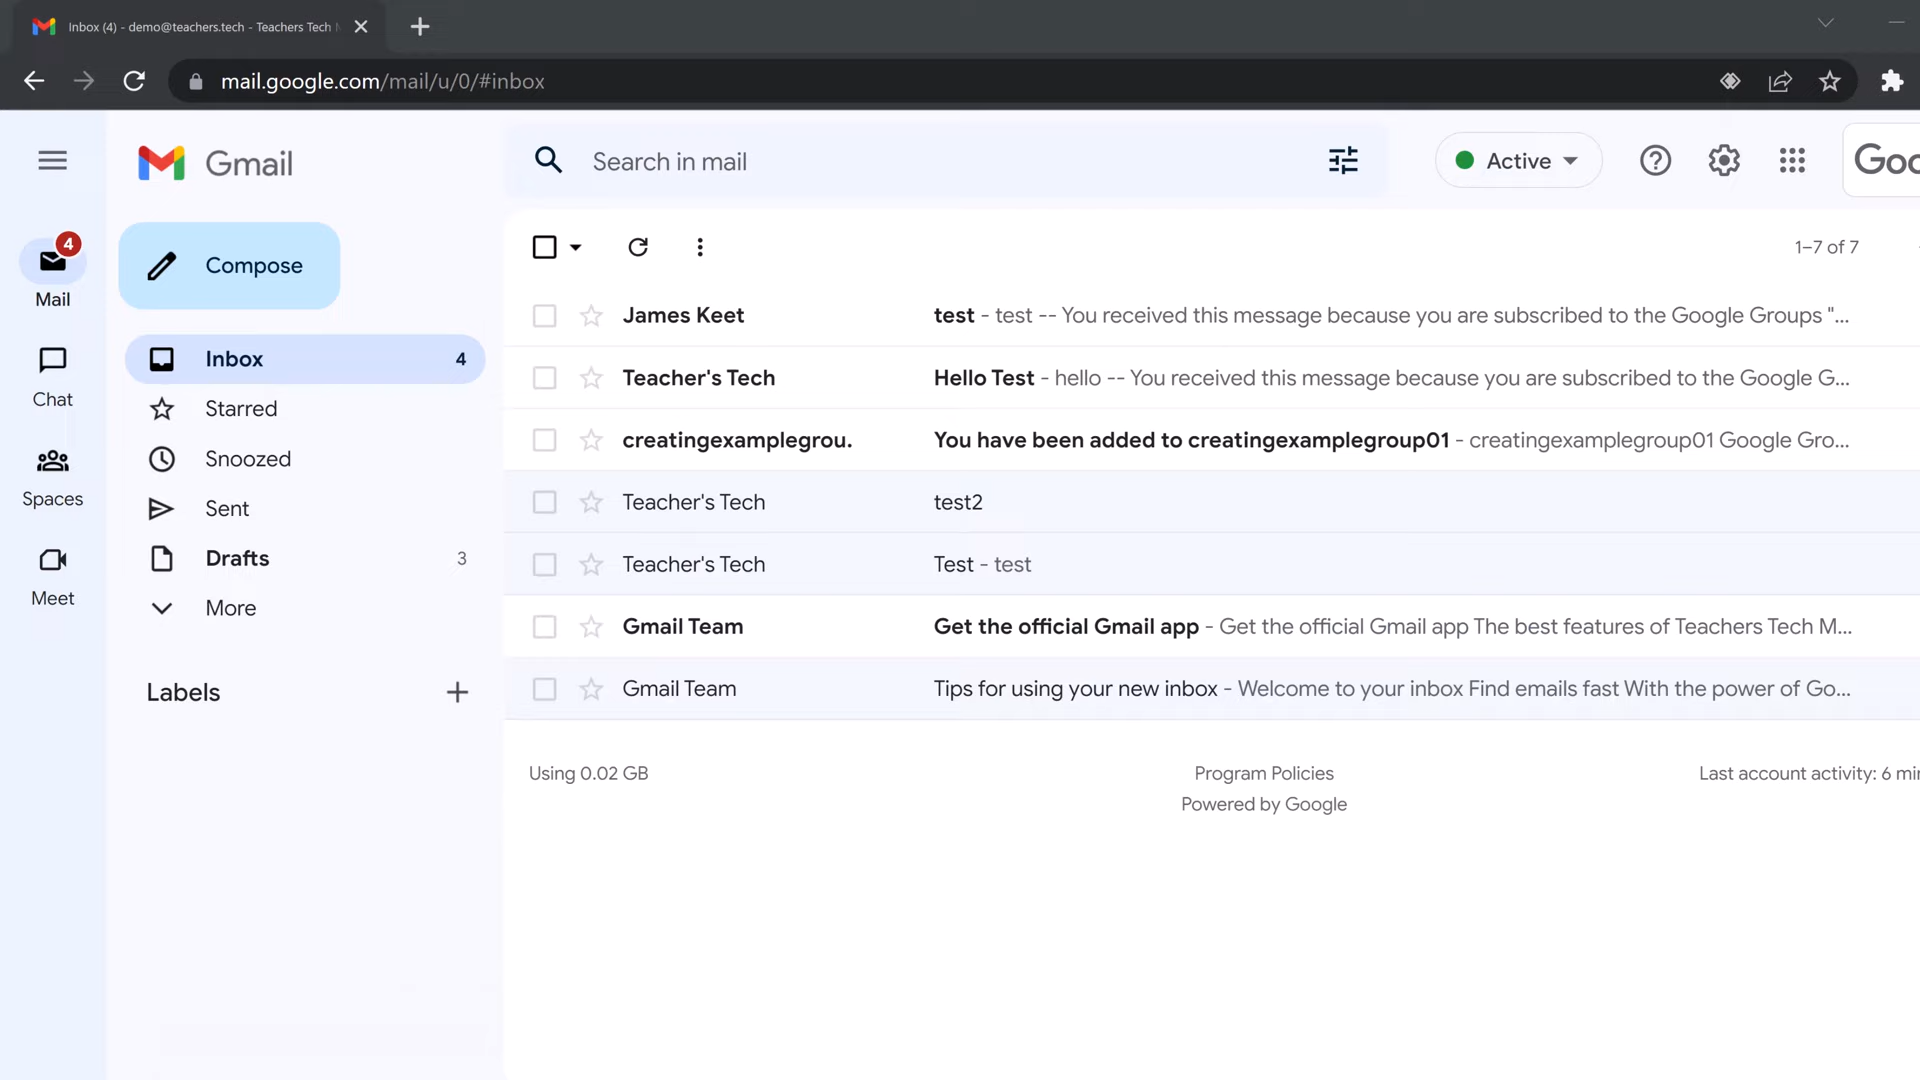 Inbox (4) - demo@teachers.tech - Teachers Tech
mail.google.com/mail/u/0/#inbox
Gmail
Search in mail
Active
4
Mail
Chat
Spaces
Meet
Compose
Inbox 4
Starred
Snoozed
Sent
Drafts 3
More
Labels
1–7 of 7
James Keet test - test -- You received this message because you are subscribed to the Google Groups "...
Teacher's Tech Hello Test - hello -- You received this message because you are subscribed to the Google G...
creatingexamplegrou. You have been added to creatingexamplegroup01 - creatingexamplegroup01 Google Gro...
Teacher's Tech test2
Teacher's Tech Test - test
Gmail Team Get the official Gmail app - Get the official Gmail app The best features of Teachers Tech M...
Gmail Team Tips for using your new inbox - Welcome to your inbox Find emails fast With the power of Go...
Using 0.02 GB
Program Policies
Powered by Google
Last account activity: 6